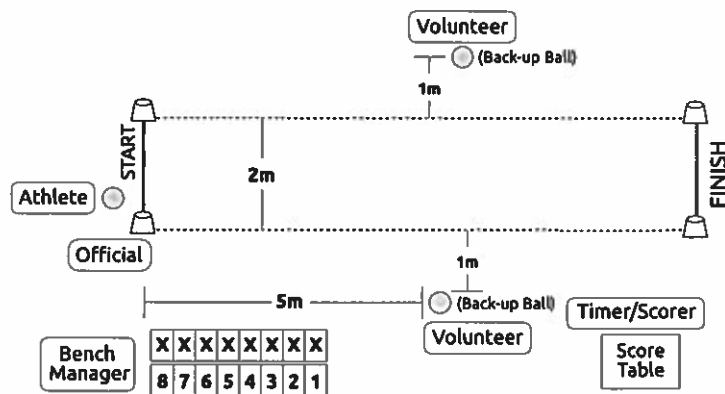 Volunteer
(Back-up Ball)
1m
START
2m
FINISH
Athlete
Official
1m
5m
(Back-up Ball)
Timer/Scorer
Volunteer
Bench
Manager
X X X X X X X X
8 7 6 5 4 3 2 1
Score
Table